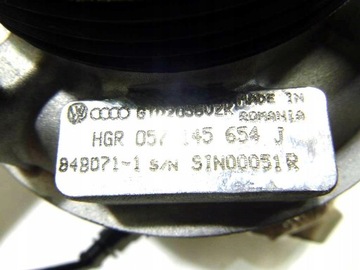 MADE IN
ROMANIA
HGR 057 145 654 J
848071-1 S/N SIN00051R